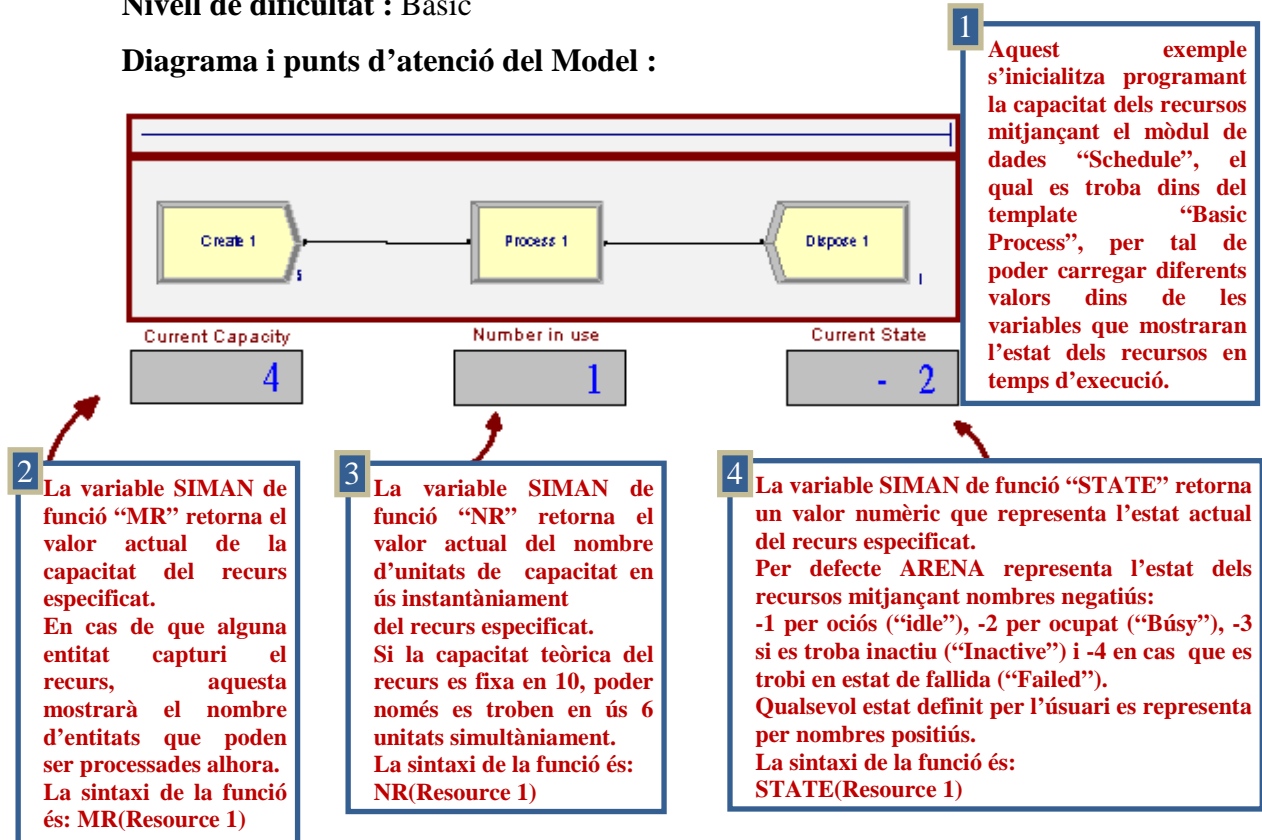 Nivell de dificultat : Bàsic
Diagrama i punts d’atenció del Model :
1
Aquest exemple
s’inicialitza programant
la capacitat dels recursos
mitjançant el mòdul de
dades “Schedule”, el
qual es troba dins del
template “Basic
Process”, per tal de
poder carregar diferents
valors dins de les
variables que mostraran
l’estat dels recursos en
temps d’execució.
Create 1
5
Process 1
Dispose 1
1
Current Capacity
Number in use
Current State
4
1
- 2
2
La variable SIMAN de
funció “MR” retorna el
valor actual de la
capacitat del recurs
especificat.
En cas de que alguna
entitat capturi el
recurs, aquesta
mostrarà el nombre
d’entitats que poden
ser processades alhora.
La sintaxi de la funció
és: MR(Resource 1)
3
La variable SIMAN de
funció “NR” retorna el
valor actual del nombre
d’unitats de capacitat en
ús instantàniament
del recurs especificat.
Si la capacitat teòrica del
recurs es fixa en 10, poder
només es troben en ús 6
unitats simultàniament.
La sintaxi de la funció és:
NR(Resource 1)
4
La variable SIMAN de funció “STATE” retorna
un valor numèric que representa l’estat actual
del recurs especificat.
Per defecte ARENA representa l’estat dels
recursos mitjançant nombres negatiús:
-1 per ociós (“idle”), -2 per ocupat (“Búsy”), -3
si es troba inactiu (“Inactive”) i -4 en cas que es
trobi en estat de fallida (“Failed”).
Qualsevol estat definit per l’úsuari es representa
per nombres positiús.
La sintaxi de la funció és:
STATE(Resource 1)